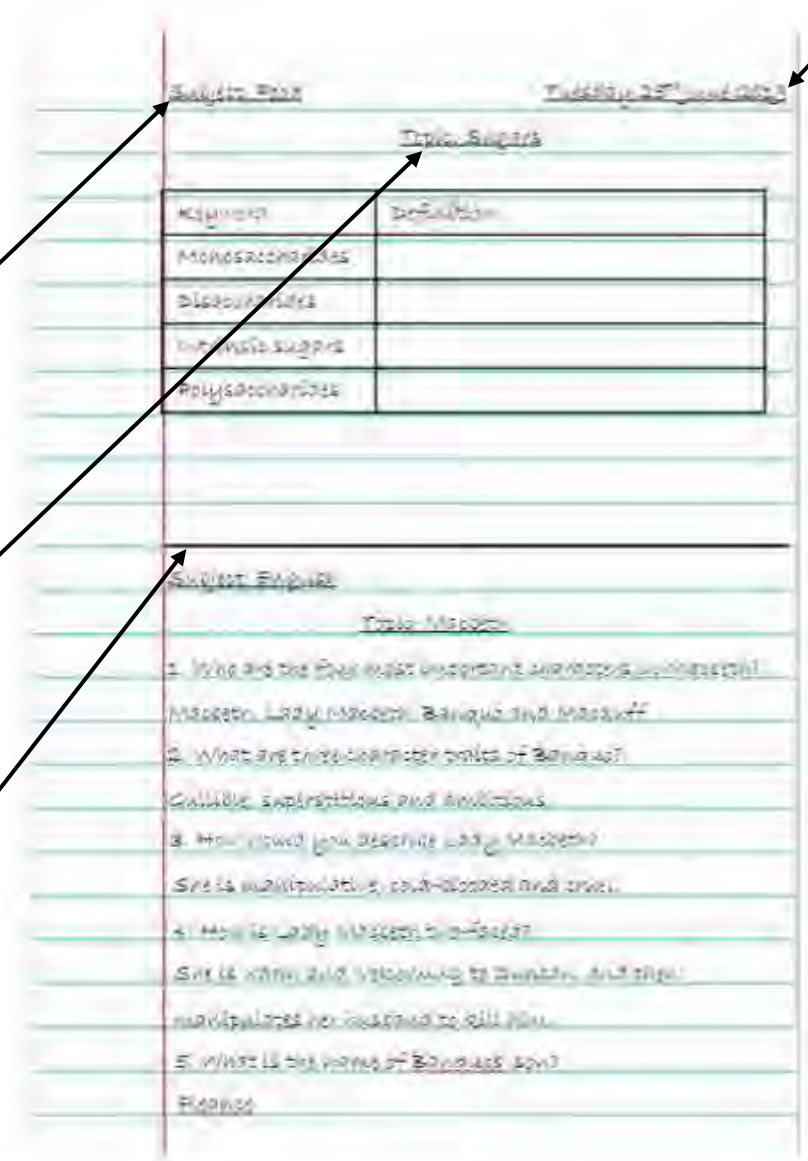 Subject: Food Tuesday 25th June 2023
Topic: Sugars
Keyword Definition
Monosaccharides
Disaccharides
Intrinsic sugars
Polysaccharides
Subject: English
Topic: Macbeth
1. Who are the four most important characters in Macbeth?
Macbeth, Lady Macbeth, Banquo and Macduff
2. What are three character traits of Banquo?
Gullible, superstitious and ambitious.
3. How would you describe Lady Macbeth?
She is manipulative, cold-blooded and cruel.
4. How is Lady Macbeth two-faced?
She is warm and welcoming to Duncan, and then
manipulates her husband to kill him.
5. What is the name of Banquos son?
Fleance